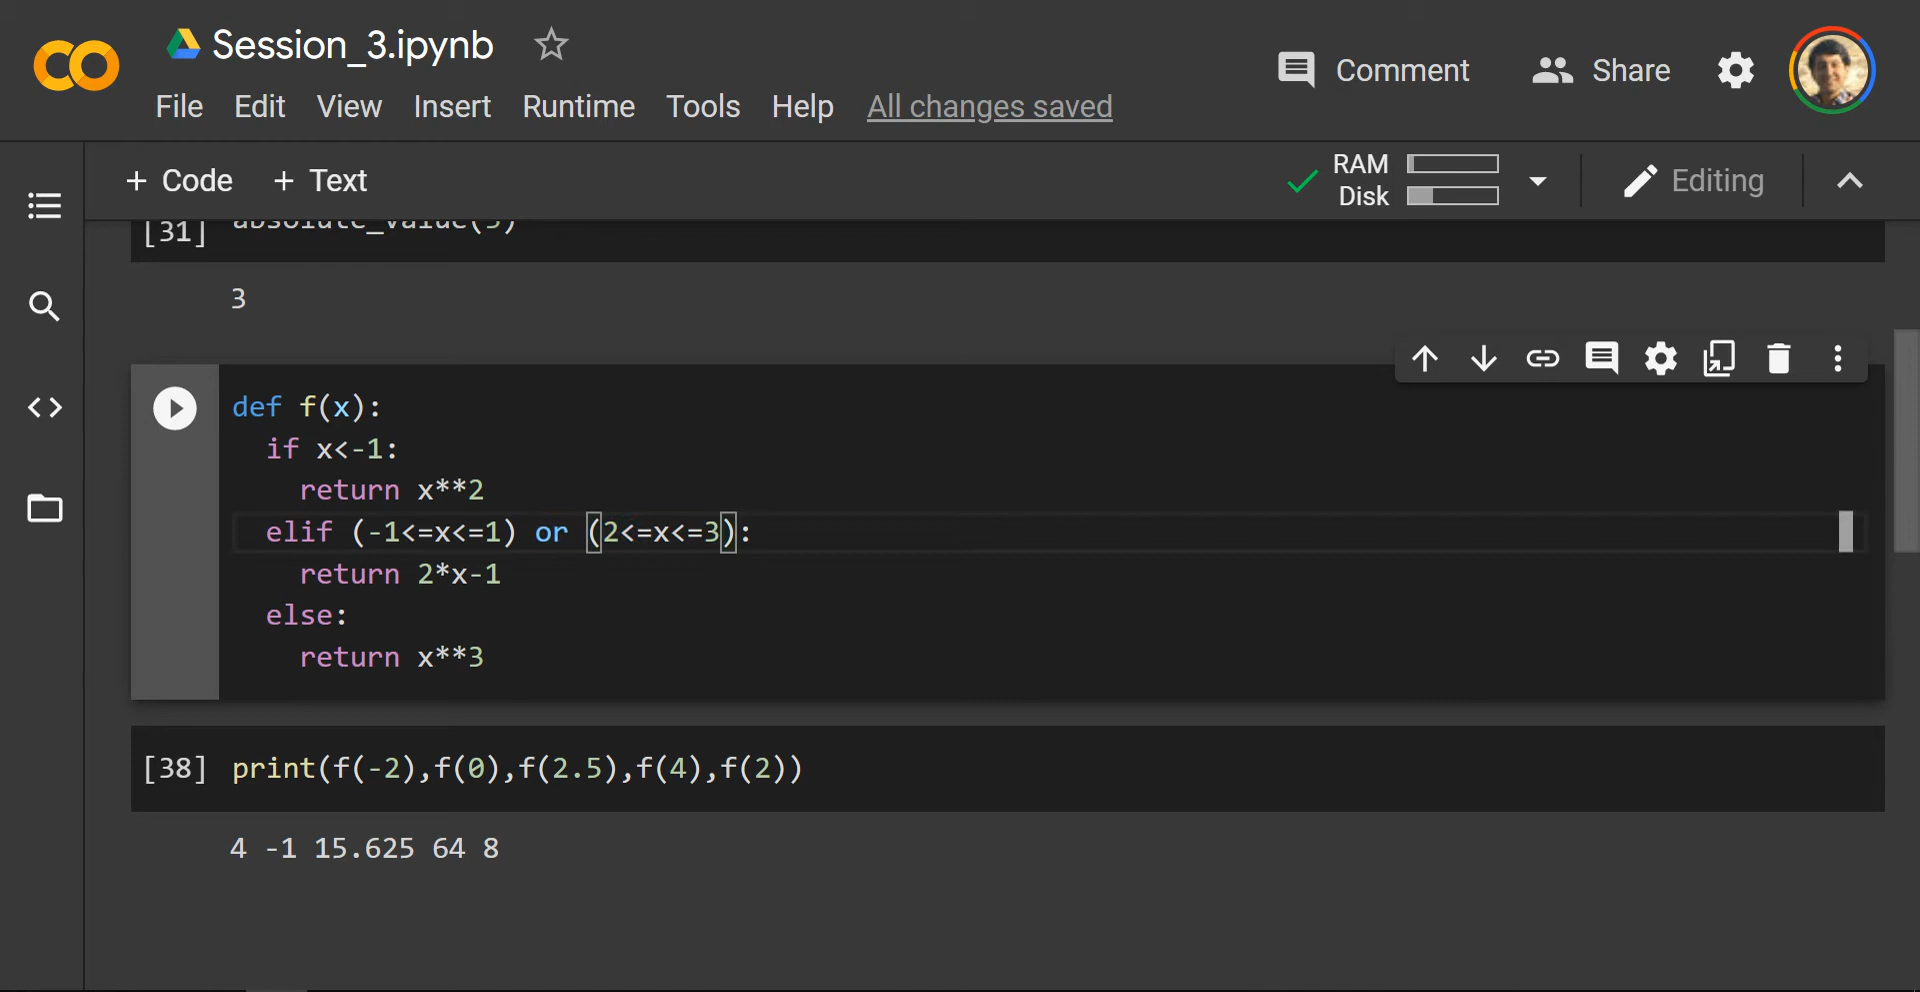 Session_3.ipynb
Comment
Share
File Edit View Insert Runtime Tools Help All changes saved
+ Code + Text
RAM
Disk
Editing
[31] absolute_value(3)
3
def f(x):
  if x<-1:
    return x**2
  elif (-1<=x<=1) or (2<=x<=3):
    return 2*x-1
  else:
    return x**3
[38] print(f(-2),f(0),f(2.5),f(4),f(2))
4 -1 15.625 64 8